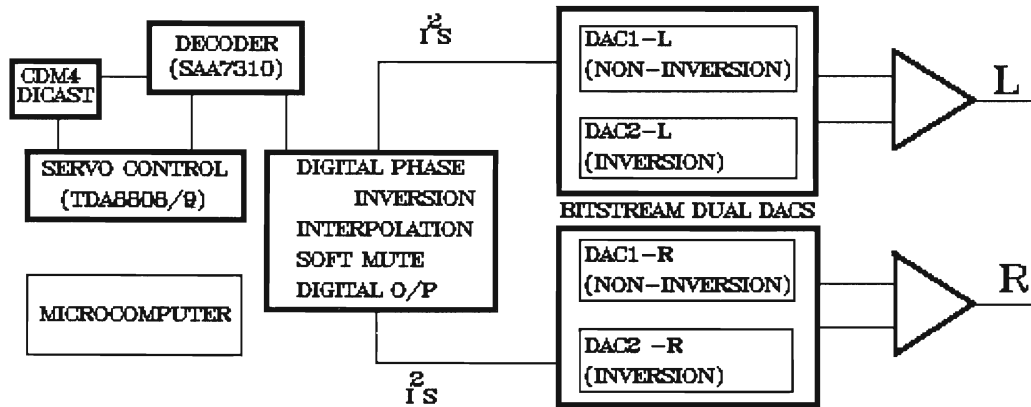 CDM4
DICAST
DECODER
(SAA7310)
SERVO CONTROL
(TDA8808/9)
MICROCOMPUTER
DIGITAL PHASE
INVERSION
INTERPOLATION
SOFT MUTE
DIGITAL O/P
I²S
I²S
DAC1-L
(NON-INVERSION)
DAC2-L
(INVERSION)
BITSTREAM DUAL DACS
DAC1-R
(NON-INVERSION)
DAC2 -R
(INVERSION)
L
R